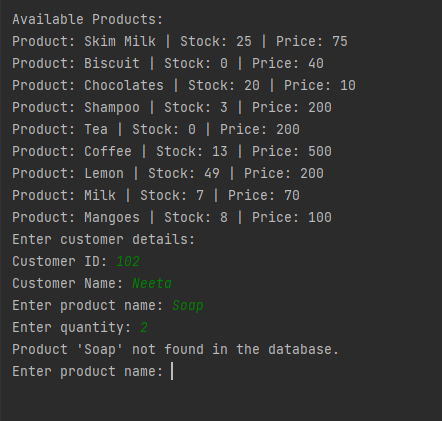 Available Products:
Product: Skim Milk | Stock: 25 | Price: 75
Product: Biscuit | Stock: 0 | Price: 40
Product: Chocolates | Stock: 20 | Price: 10
Product: Shampoo | Stock: 3 | Price: 200
Product: Tea | Stock: 0 | Price: 200
Product: Coffee | Stock: 13 | Price: 500
Product: Lemon | Stock: 49 | Price: 200
Product: Milk | Stock: 7 | Price: 70
Product: Mangoes | Stock: 8 | Price: 100
Enter customer details:
Customer ID: 102
Customer Name: Neeta
Enter product name: Soap
Enter quantity: 2
Product 'Soap' not found in the database.
Enter product name: